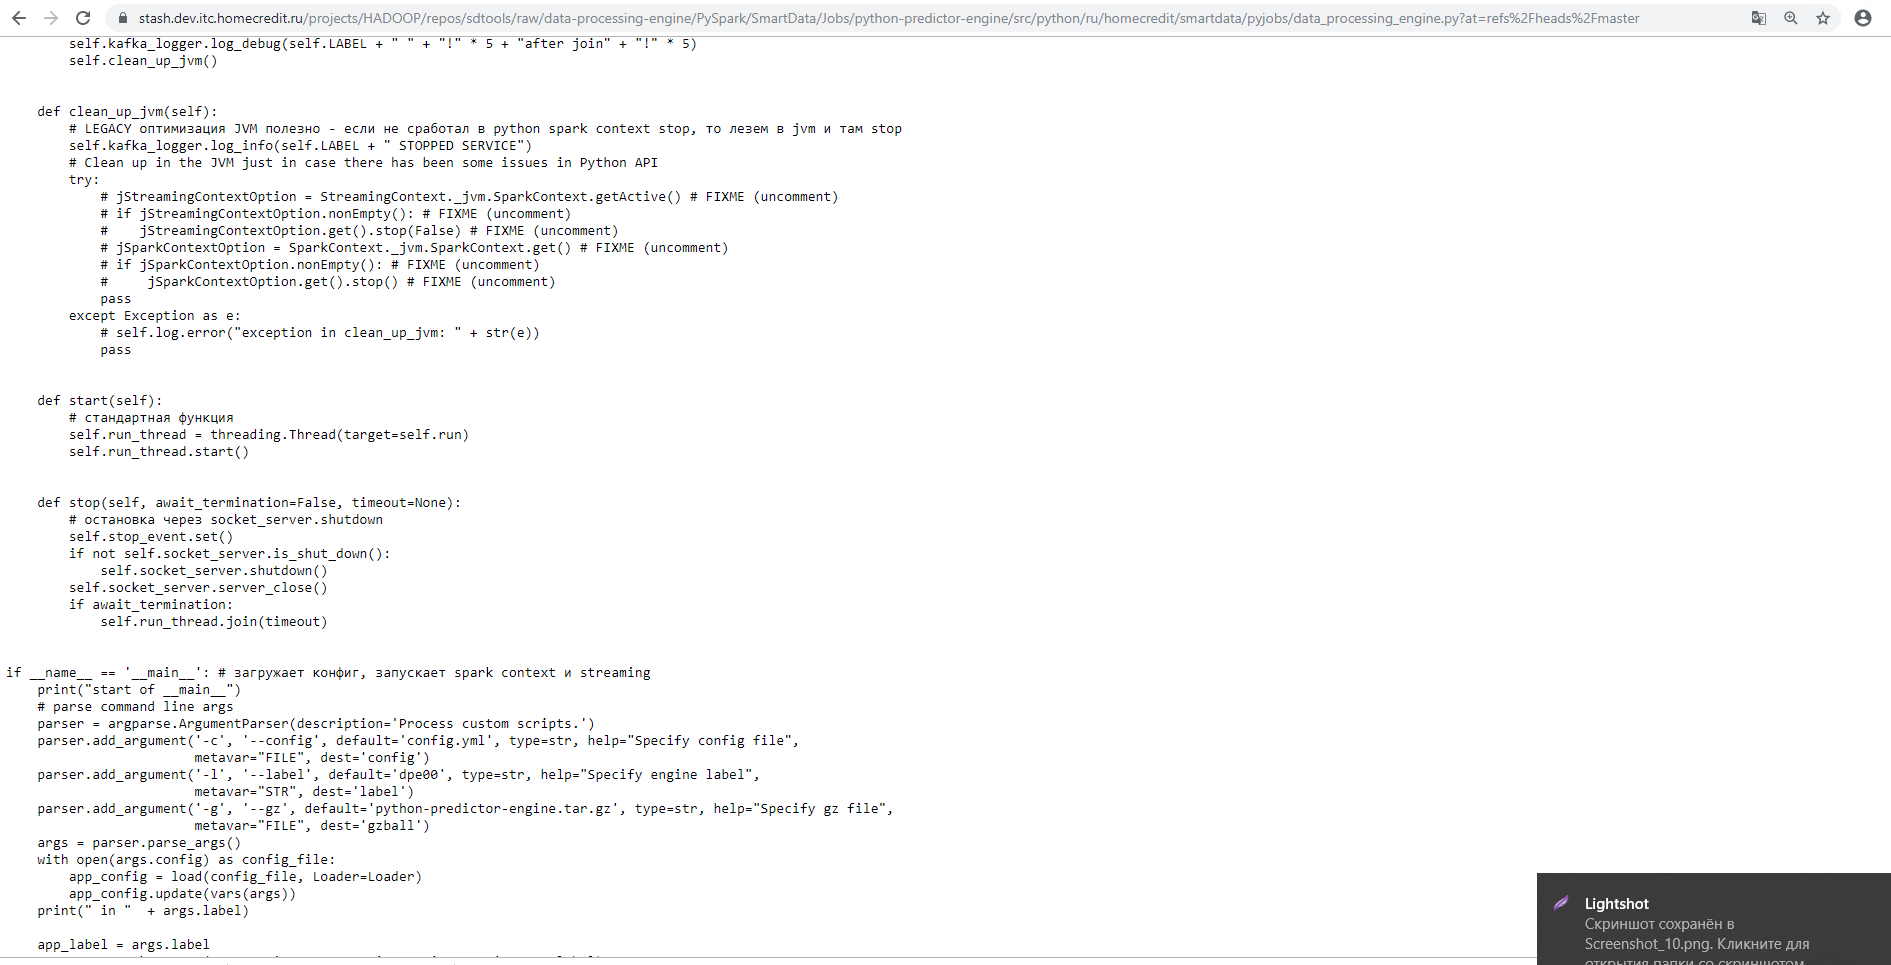 stash.dev.itc.homecredit.ru/projects/HADOOP/repos/sdtools/raw/data-processing-engine/PySpark/SmartData/Jobs/python-predictor-engine/src/python/ru/homecredit/smartdata/pyjobs/data_processing_engine.py?at=refs%2Fheads%2Fmaster
self.kafka_logger.log_debug(self.LABEL + " " + "!" * 5 + "after join" + "!" * 5)
self.clean_up_jvm()
def clean_up_jvm(self):
# LEGACY оптимизация JVM полезно - если не сработал в python spark context stop, то лезем в jvm и там stop
self.kafka_logger.log_info(self.LABEL + " STOPPED SERVICE")
# Clean up in the JVM just in case there has been some issues in Python API
try:
# jStreamingContextOption = StreamingContext._jvm.SparkContext.getActive() # FIXME (uncomment)
# if jStreamingContextOption.nonEmpty(): # FIXME (uncomment)
#    jStreamingContextOption.get().stop(False) # FIXME (uncomment)
# jSparkContextOption = SparkContext._jvm.SparkContext.get() # FIXME (uncomment)
# if jSparkContextOption.nonEmpty(): # FIXME (uncomment)
#     jSparkContextOption.get().stop() # FIXME (uncomment)
pass
except Exception as e:
# self.log.error("exception in clean_up_jvm: " + str(e))
pass
def start(self):
# стандартная функция
self.run_thread = threading.Thread(target=self.run)
self.run_thread.start()
def stop(self, await_termination=False, timeout=None):
# остановка через socket_server.shutdown
self.stop_event.set()
if not self.socket_server.is_shut_down():
self.socket_server.shutdown()
self.socket_server.server_close()
if await_termination:
self.run_thread.join(timeout)
if __name__ == '__main__': # загружает конфиг, запускает spark context и streaming
print("start of __main__")
# parse command line args
parser = argparse.ArgumentParser(description='Process custom scripts.')
parser.add_argument('-c', '--config', default='config.yml', type=str, help="Specify config file",
metavar="FILE", dest='config')
parser.add_argument('-l', '--label', default='dpe00', type=str, help="Specify engine label",
metavar="STR", dest='label')
parser.add_argument('-g', '--gz', default='python-predictor-engine.tar.gz', type=str, help="Specify gz file",
metavar="FILE", dest='gzball')
args = parser.parse_args()
with open(args.config) as config_file:
app_config = load(config_file, Loader=Loader)
app_config.update(vars(args))
print(" in "  + args.label)
app_label = args.label
Lightshot
Скриншот сохранён в
Screenshot_10.png. Кликните для
открытия папки со скриншотом